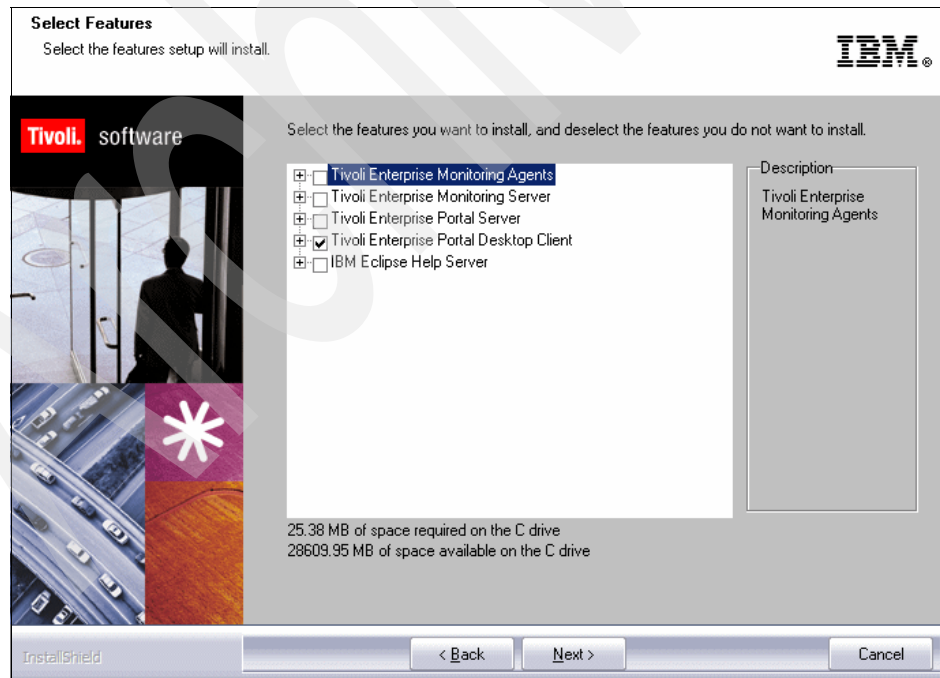 Select Features
Select the features setup will install.
IBM®
Tivoli. software
Select the features you want to install, and deselect the features you do not want to install.
Tivoli Enterprise Monitoring Agents
Tivoli Enterprise Monitoring Server
Tivoli Enterprise Portal Server
Tivoli Enterprise Portal Desktop Client
IBM Eclipse Help Server
Description
Tivoli Enterprise
Monitoring Agents
25.38 MB of space required on the C drive
28609.95 MB of space available on the C drive
InstallShield
< Back
Next >
Cancel